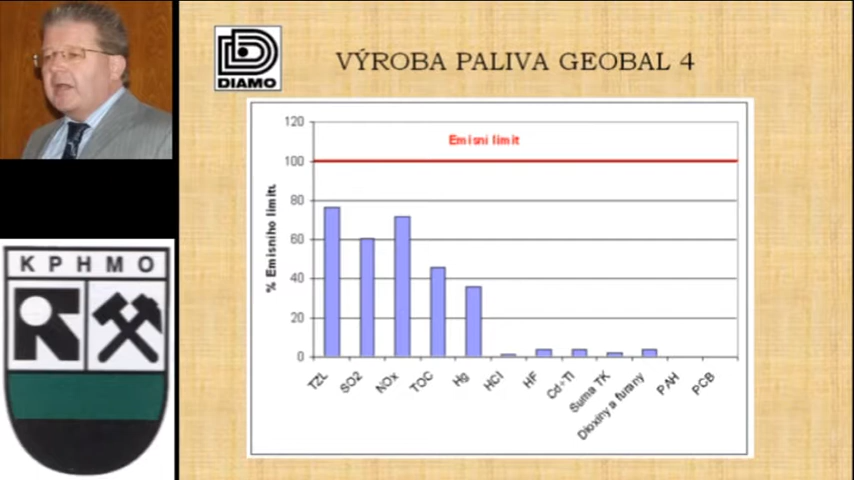 DIAMO
VÝROBA PALIVA GEOBAL 4
KPHMO
% Emisního limitu
120
100
80
60
40
20
0
Emisní limit
TZL
SO2
NOx
TOC
Hg
HCl
HF
Cd+Tl
Suma TK
Dioxiny a furany
PAH
PCB